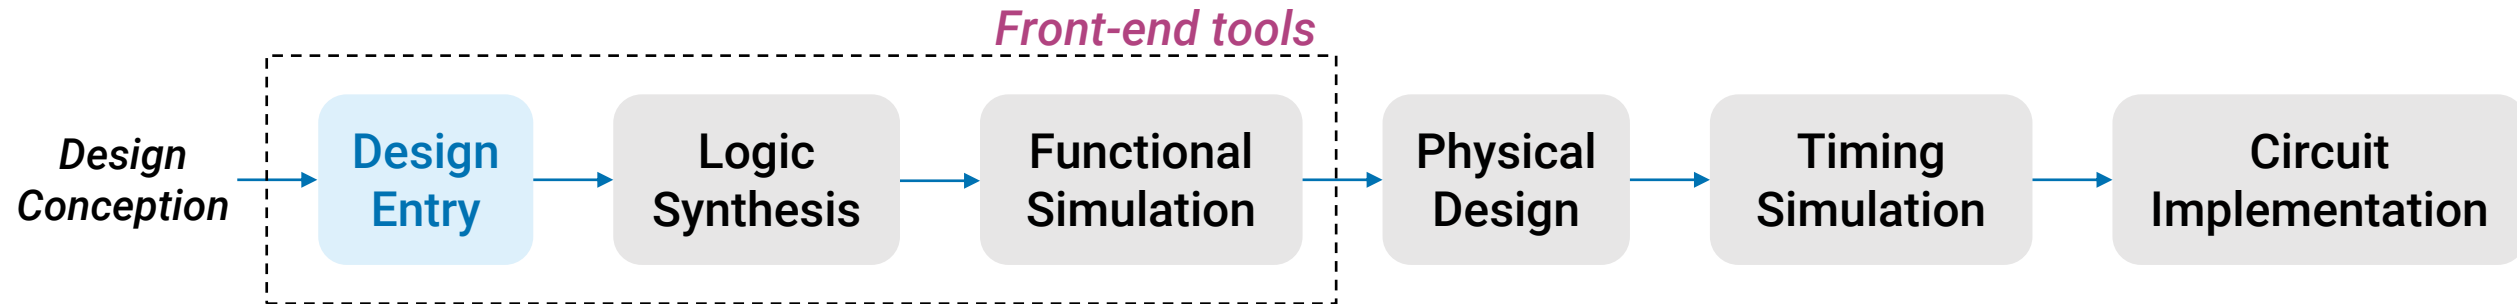 Front-end tools
Design
Conception
Design
Entry
Logic
Synthesis
Functional
Simulation
Physical
Design
Timing
Simulation
Circuit
Implementation